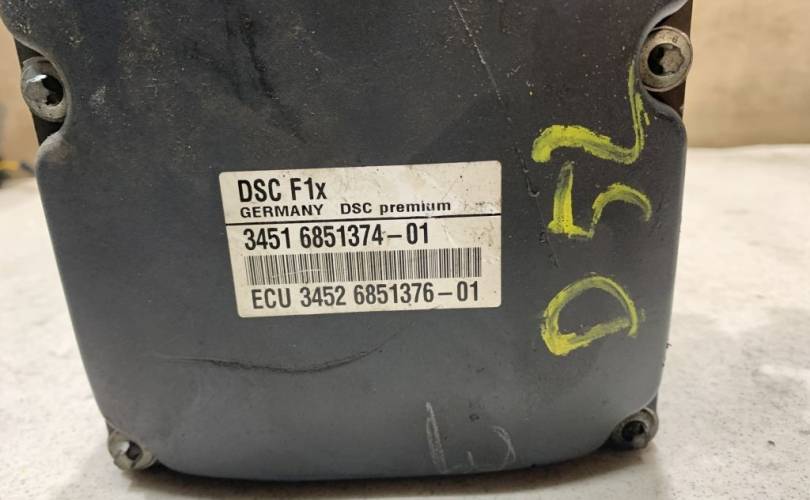 DSC F1x
GERMANY DSC premium
3451 6851374-01
ECU 3452 6851376-01
D52